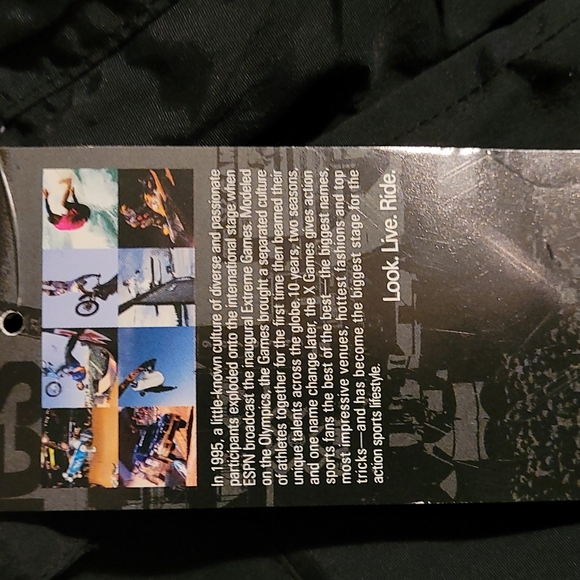 In 1995, a little-known culture of diverse and passionate
participants exploded onto the international stage when
ESPN broadcast the inaugural Extreme Games. Modeled
on the Olympics, the Games brought a separated culture
of athletes together for the first time then beamed their
unique talents across the globe. 10 years, two seasons,
and one name change later, the X Games gives action
sports fans the best of the best—the biggest names,
most impressive venues, hottest fashions and top
tricks—and has become the biggest stage for the
action sports lifestyle.
Look. Live. Ride.